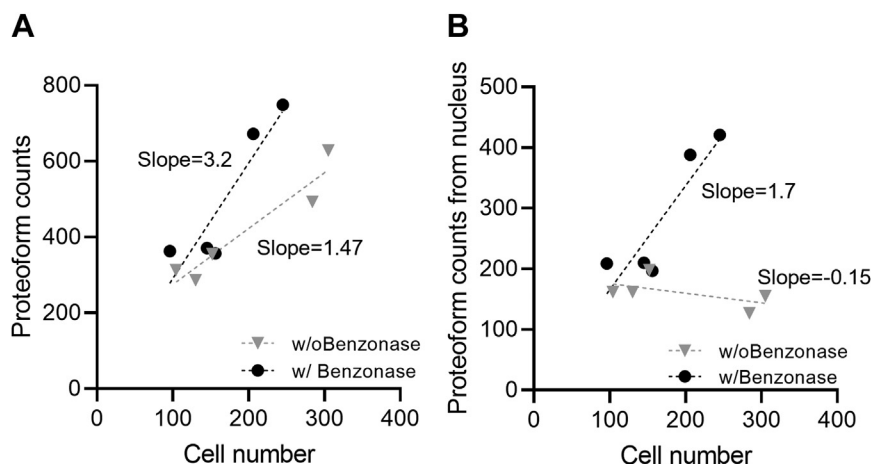 A
Proteoform counts
800
600
400
200
0
0 100 200 300 400
Cell number
Slope=3.2
Slope=1.47
w/oBenzonase
w/ Benzonase
B
Proteoform counts from nucleus
500
400
300
200
100
0
0 100 200 300 400
Cell number
Slope=1.7
Slope=-0.15
w/oBenzonase
w/Benzonase